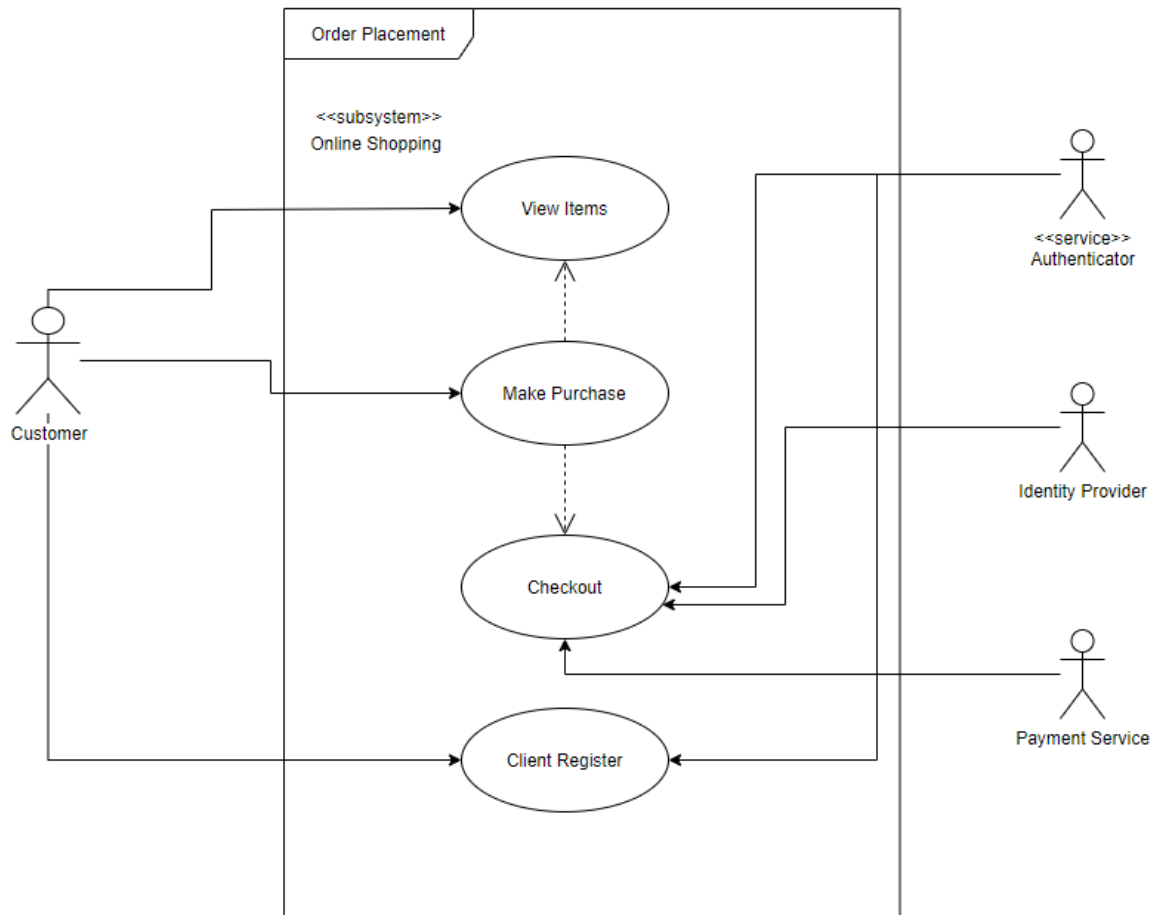 Order Placement
<<subsystem>>
Online Shopping
View Items
<<service>>
Authenticator
Make Purchase
Customer
Identity Provider
Checkout
Payment Service
Client Register